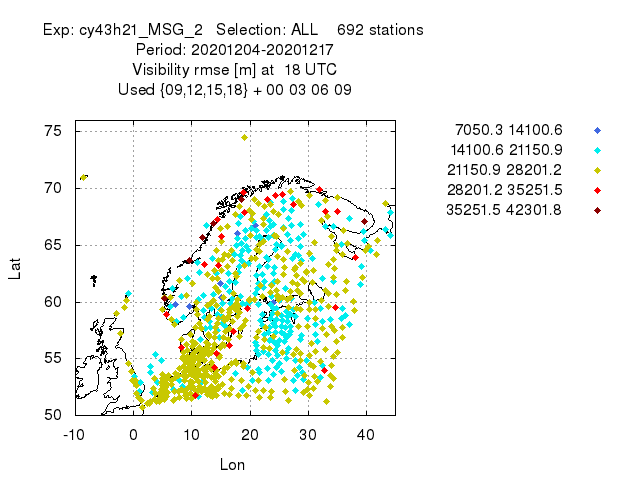 Exp: cy43h21_MSG_2 Selection: ALL 692 stations
Period: 20201204-20201217
Visibility rmse [m] at 18 UTC
Used {09,12,15,18} + 00 03 06 09
7050.3 14100.6
14100.6 21150.9
21150.9 28201.2
28201.2 35251.5
35251.5 42301.8
Lat
75
70
65
60
55
50
-10 0 10 20 30 40
Lon